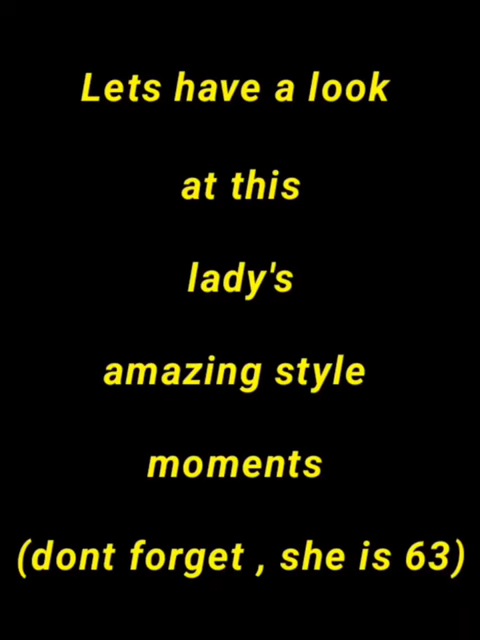 Lets have a look
at this
lady's
amazing style
moments
(dont forget , she is 63)